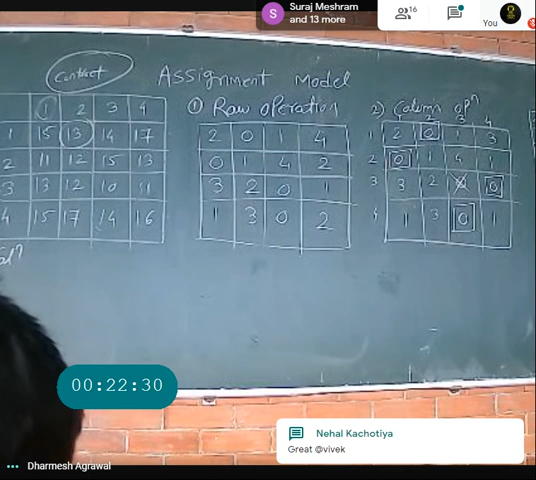 Suraj Meshram
and 13 more
S
16
You
Contract
Assignment Model
① Raw operation
2) Column opⁿ
① 2 3 4
1 15 13 14 17
2 11 12 15 13
3 13 12 10 11
4 15 17 14 16
2 0 1 4
0 1 4 2
3 2 0 1
1 3 0 2
1 2 3 4
1 2 0 1 3
2 0 1 4 1
3 3 2 0 0
4 1 3 0 1
00:22:30
Nehal Kachotiya
Great @vivek
Dharmesh Agrawal